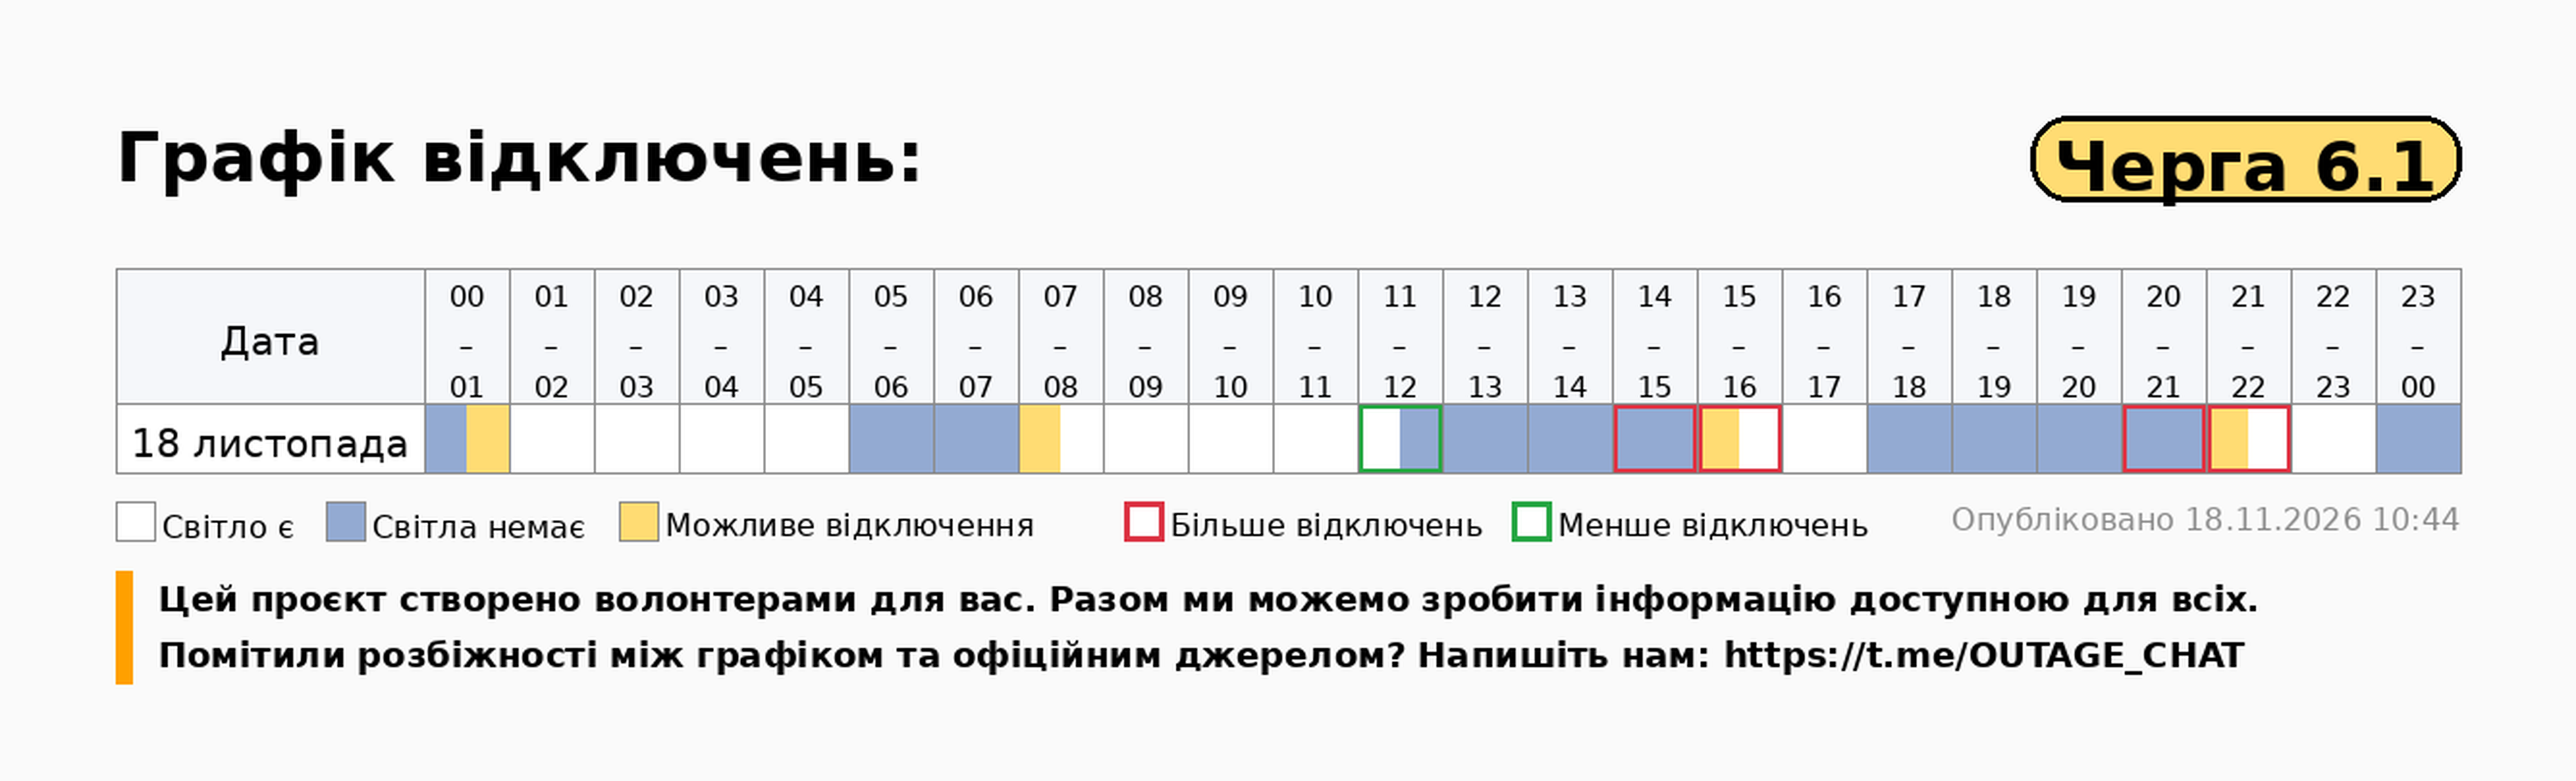 Графік відключень:
Черга 6.1
Дата
00 – 01
01 – 02
02 – 03
03 – 04
04 – 05
05 – 06
06 – 07
07 – 08
08 – 09
09 – 10
10 – 11
11 – 12
12 – 13
13 – 14
14 – 15
15 – 16
16 – 17
17 – 18
18 – 19
19 – 20
20 – 21
21 – 22
22 – 23
23 – 00
18 листопада
Світло є Світла немає Можливе відключення Більше відключень Менше відключень Опубліковано 18.11.2026 10:44
Цей проєкт створено волонтерами для вас. Разом ми можемо зробити інформацію доступною для всіх.
Помітили розбіжності між графіком та офіційним джерелом? Напишіть нам: https://t.me/OUTAGE_CHAT